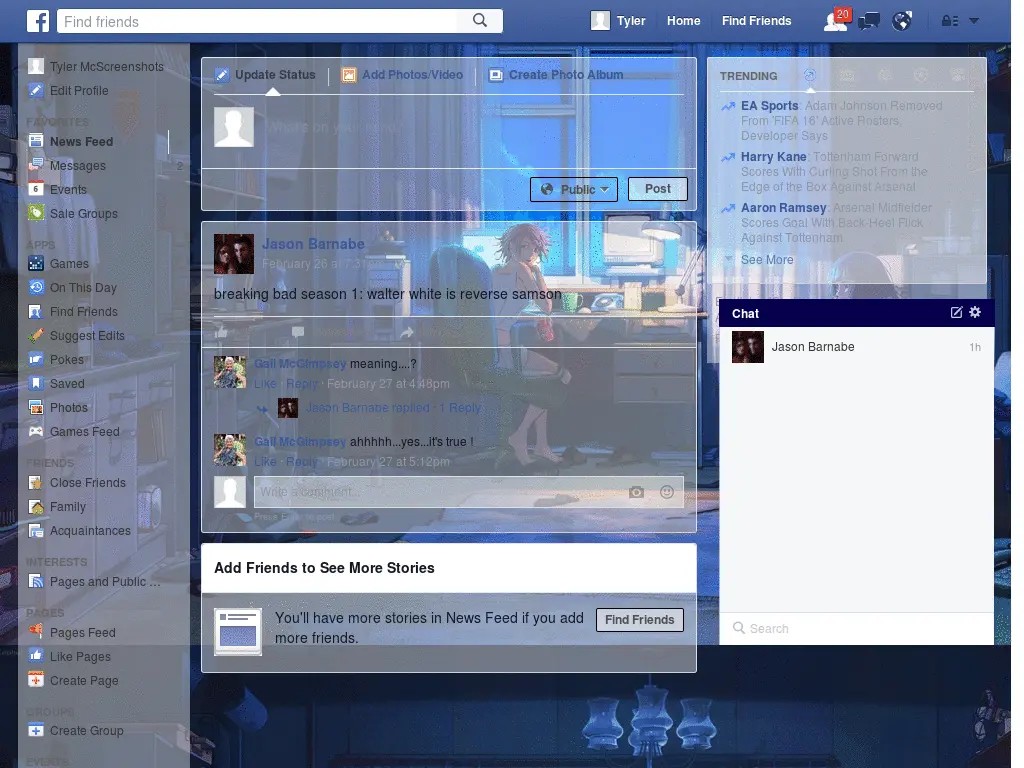 Find friends
Tyler
Home
Find Friends
20
Tyler McScreenshots
Edit Profile
FAVORITES
News Feed
Messages
2
6
Events
Sale Groups
APPS
Games
On This Day
Find Friends
Suggest Edits
Pokes
Saved
Photos
Games Feed
FRIENDS
Close Friends
Family
Acquaintances
INTERESTS
Pages and Public ...
PAGES
Pages Feed
Like Pages
Create Page
GROUPS
Create Group
EVENTS
Update Status
Add Photos/Video
Create Photo Album
What's on your
Public
Post
Jason Barnabe
February 26 at 7:31
breaking bad season 1: walter white is reverse samson
Gail McGimpsey meaning....?
Like · Reply · February 27 at 4:48pm
Jason Barnabe replied · 1 Reply
Gail McGimpsey ahhhhh...yes...it's true !
Like · Reply · February 27 at 5:12pm
Write a comment...
Press Enter to post.
Add Friends to See More Stories
You'll have more stories in News Feed if you add
more friends.
Find Friends
TRENDING
EA Sports: Adam Johnson Removed
From 'FIFA 16' Active Rosters,
Developer Says
Harry Kane: Tottenham Forward
Scores With Curling Shot From the
Edge of the Box Against Arsenal
Aaron Ramsey: Arsenal Midfielder
Scores Goal With Back-Heel Flick
Against Tottenham
See More
Chat
Jason Barnabe
1h
Search